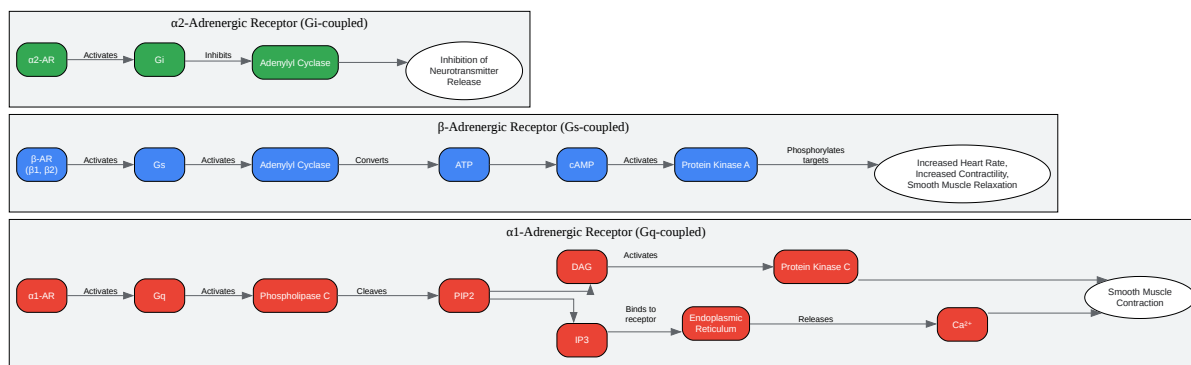 α2-Adrenergic Receptor (Gi-coupled)
α2-AR
Activates
Gi
Inhibits
Adenylyl Cyclase
Inhibition of
Neurotransmitter
Release
β-Adrenergic Receptor (Gs-coupled)
β-AR
(β1, β2)
Activates
Gs
Activates
Adenylyl Cyclase
Converts
ATP
cAMP
Activates
Protein Kinase A
Phosphorylates
targets
Increased Heart Rate,
Increased Contractility,
Smooth Muscle Relaxation
α1-Adrenergic Receptor (Gq-coupled)
α1-AR
Activates
Gq
Activates
Phospholipase C
Cleaves
PIP2
DAG
Activates
Protein Kinase C
IP3
Binds to
receptor
Endoplasmic
Reticulum
Releases
Ca²⁺
Smooth Muscle
Contraction